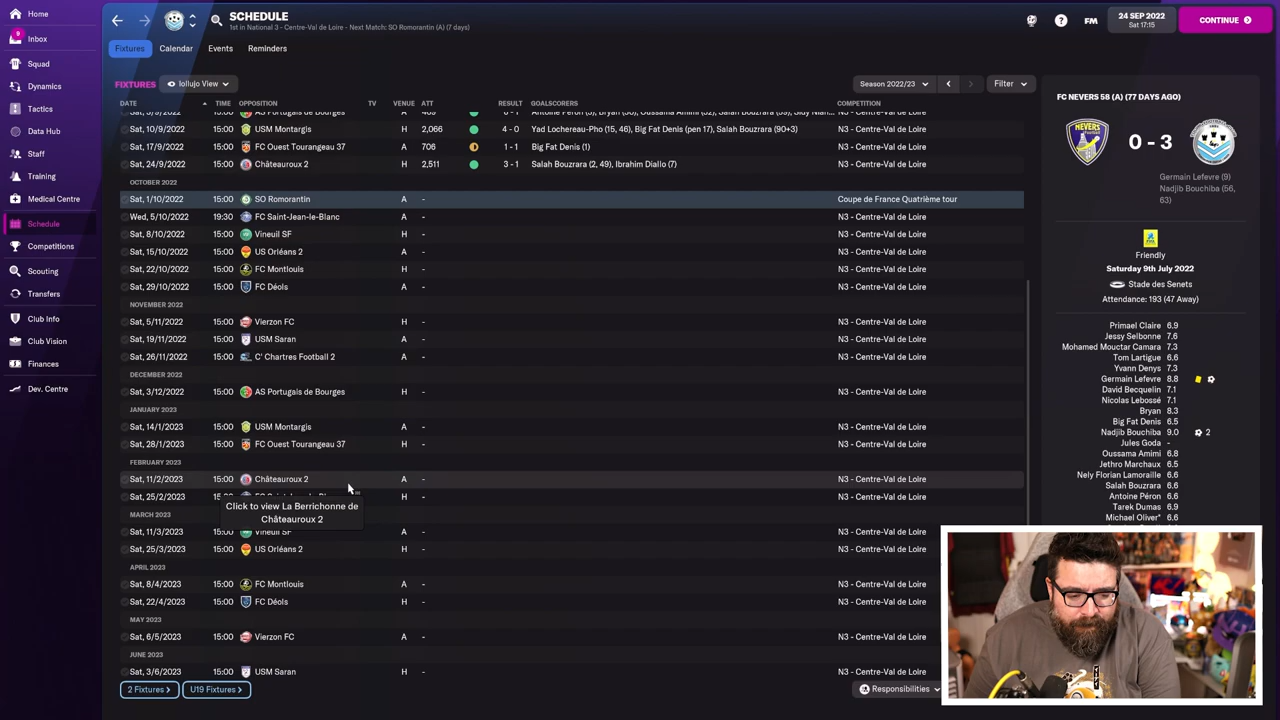 Home
Inbox
Squad
Dynamics
Tactics
Data Hub
Staff
Training
Medical Centre
Schedule
Competitions
Scouting
Transfers
Club Info
Club Vision
Finances
Dev. Centre
SCHEDULE
1st in National 3 - Centre-Val de Loire - Next Match: SO Romorantin (A) (7 days)
FM
24 SEP 2022
Sat 17:15
CONTINUE
Fixtures Calendar Events Reminders
FIXTURES lollujo View Season 2022/23 Filter
DATE TIME OPPOSITION TV VENUE ATT RESULT GOALSCORERS COMPETITION
Sat, 10/9/2022 15:00 USM Montargis H 2,066 4 - 0 Yad Lochereau-Pho (15, 46), Big Fat Denis (pen 17), Salah Bouzrara (90+3) N3 - Centre-Val de Loire
Sat, 17/9/2022 15:00 FC Ouest Tourangeau 37 A 706 1 - 1 Big Fat Denis (1) N3 - Centre-Val de Loire
Sat, 24/9/2022 15:00 Châteauroux 2 H 2,511 3 - 1 Salah Bouzrara (2, 49), Ibrahim Diallo (7) N3 - Centre-Val de Loire
OCTOBER 2022
Sat, 1/10/2022 15:00 SO Romorantin A - Coupe de France Quatrième tour
Wed, 5/10/2022 19:30 FC Saint-Jean-le-Blanc A - N3 - Centre-Val de Loire
Sat, 8/10/2022 15:00 Vineuil SF H - N3 - Centre-Val de Loire
Sat, 15/10/2022 15:00 US Orléans 2 A - N3 - Centre-Val de Loire
Sat, 22/10/2022 15:00 FC Montlouis H - N3 - Centre-Val de Loire
Sat, 29/10/2022 15:00 FC Déols A - N3 - Centre-Val de Loire
NOVEMBER 2022
Sat, 5/11/2022 15:00 Vierzon FC H - N3 - Centre-Val de Loire
Sat, 19/11/2022 15:00 USM Saran A - N3 - Centre-Val de Loire
Sat, 26/11/2022 15:00 C' Chartres Football 2 A - N3 - Centre-Val de Loire
DECEMBER 2022
Sat, 3/12/2022 15:00 AS Portugais de Bourges H - N3 - Centre-Val de Loire
JANUARY 2023
Sat, 14/1/2023 15:00 USM Montargis A - N3 - Centre-Val de Loire
Sat, 28/1/2023 15:00 FC Ouest Tourangeau 37 H - N3 - Centre-Val de Loire
FEBRUARY 2023
Sat, 11/2/2023 15:00 Châteauroux 2 A - N3 - Centre-Val de Loire
Sat, 25/2/2023 H - N3 - Centre-Val de Loire
Click to view La Berrichonne de
Châteauroux 2
MARCH 2023
Sat, 11/3/2023 15:00 Vineuil SF A - N3 - Centre-Val de Loire
Sat, 25/3/2023 15:00 US Orléans 2 H - N3 - Centre-Val de Loire
APRIL 2023
Sat, 8/4/2023 15:00 FC Montlouis A - N3 - Centre-Val de Loire
Sat, 22/4/2023 15:00 FC Déols H - N3 - Centre-Val de Loire
MAY 2023
Sat, 6/5/2023 15:00 Vierzon FC A - N3 - Centre-Val de Loire
JUNE 2023
Sat, 3/6/2023 15:00 USM Saran H - N3 - Centre-Val de Loire
2 Fixtures U19 Fixtures Responsibilities
FC NEVERS 58 (A) (77 DAYS AGO)
NEVERS
0 - 3
Germain Lefevre (9)
Nadjib Bouchiba (56,
63)
Friendly
Saturday 9th July 2022
Stade des Senets
Attendance: 193 (47 Away)
Primael Claire 6.9
Jessy Selbonne 7.6
Mohamed Mouctar Camara 7.3
Tom Lartigue 6.6
Yvann Denys 7.3
Germain Lefevre 8.8
David Becquelin 7.1
Nicolas Lebossé 7.1
Bryan 8.3
Big Fat Denis 6.5
Nadjib Bouchiba 9.0 2
Jules Goda -
Oussama Amimi 6.8
Jethro Marchaux 6.5
Nely Florian Lamoraille 6.6
Salah Bouzrara 6.6
Antoine Péron 6.6
Tarek Dumas 6.9
Michael Oliver* 6.6